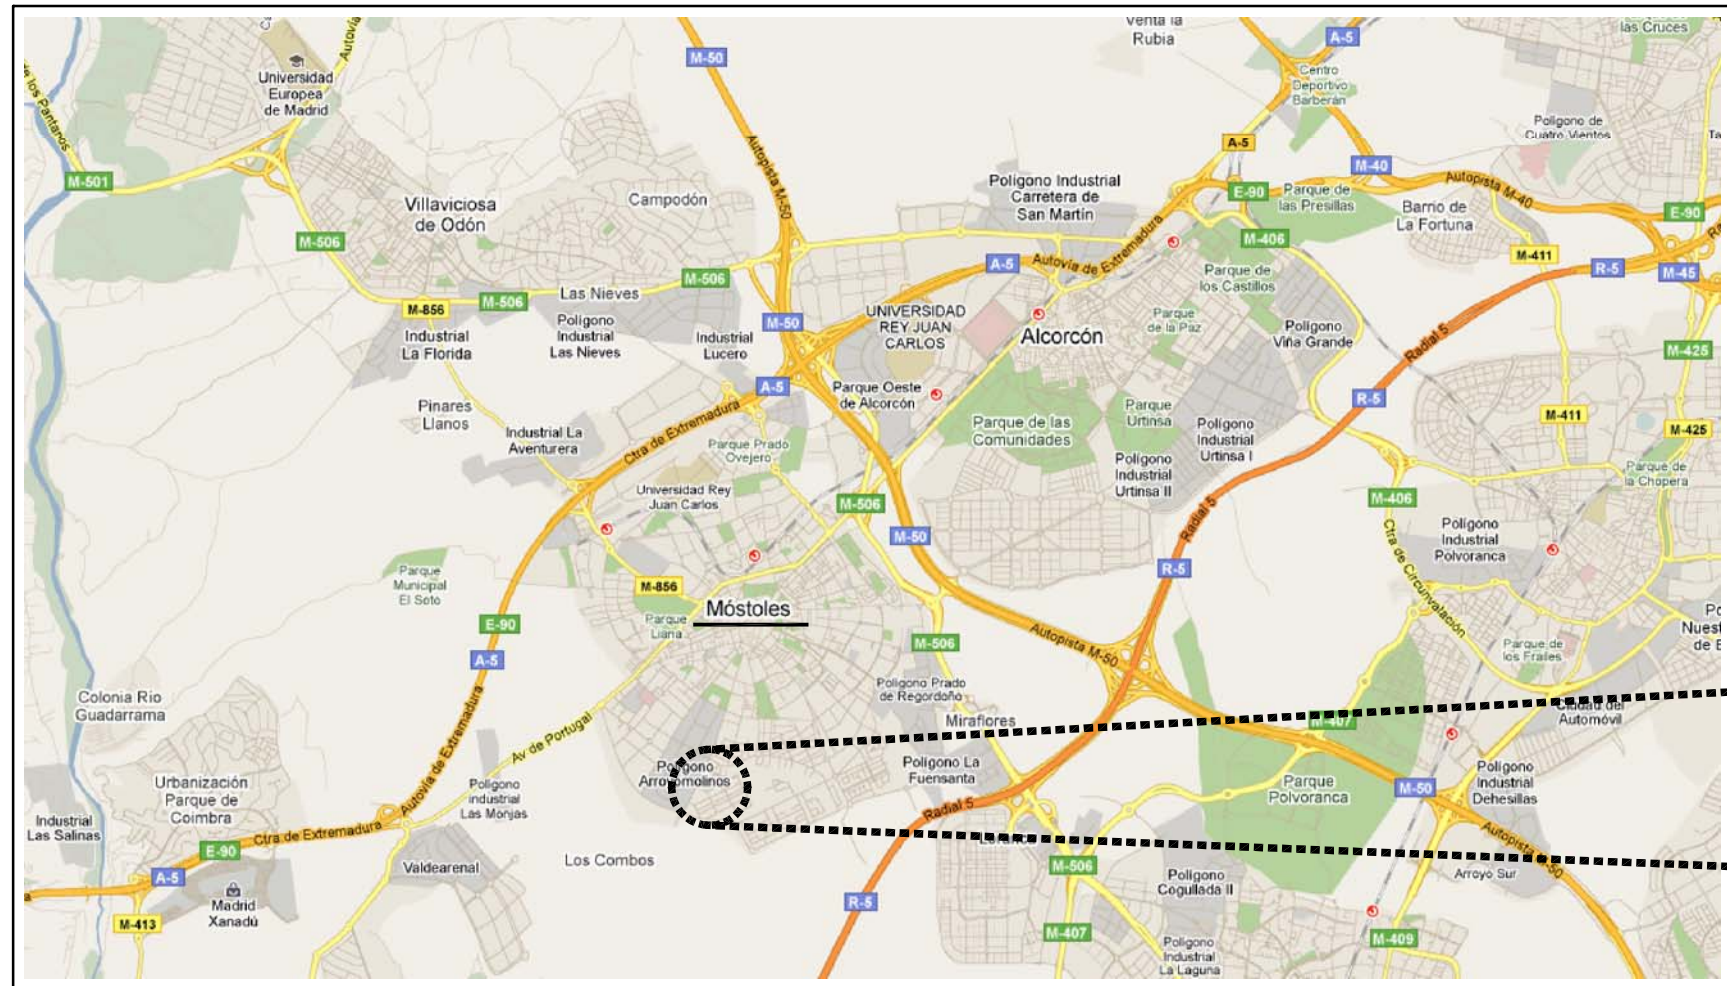 Venta la
Rubia
A-5
las Cruces
M-50
Universidad
Europea
de Madrid
Autovía
de los Pantanos
Centro
Deportivo
Barberán
Polígono de
Cuatro Vientos
A-5
M-40
M-501
Autopista M-50
Polígono Industrial
Carretera de
San Martín
E-90
Parque de
las Presillas
Autopista M-40
Villaviciosa
de Odón
Campodón
Barrio de
La Fortuna
E-90
M-506
M-406
M-411
Autovía de Extremadura
A-5
R-5
M-45
M-506
Las Nieves
M-506
Parque de
los Castillos
M-856
Industrial
La Florida
Polígono
Industrial
Las Nieves
Industrial
Lucero
M-50
UNIVERSIDAD
REY JUAN
CARLOS
Alcorcón
Parque
de la Paz
Polígono
Viña Grande
Radial 5
M-425
A-5
Parque Oeste
de Alcorcón
R-5
Pinares
Llanos
Ctra de Extremadura
Parque de las
Comunidades
Parque
Urtinsa
M-411
M-425
Industrial La
Aventurera
Parque Prado
Ovejero
Polígono
Industrial
Urtinsa I
Polígono
Industrial
Urtinsa II
Parque de
la Chopera
Universidad Rey
Juan Carlos
M-506
M-406
Radial 5
M-50
Polígono
Industrial
Polvoranca
Parque
Municipal
El Soto
R-5
Ctra de Circunvalación
M-856
Móstoles
Parque
Liana
E-90
M-506
Autopista M-50
Nuest
de E
Parque de
los Frailes
A-5
Colonia Rio
Guadarrama
Autovía de Extremadura
Polígono Prado
de Regordoño
Miraflores
M-407
Ciudad del
Automóvil
Av de Portugal
Polígono
Arroyomolinos
Polígono La
Fuensanta
Urbanización
Parque de
Coimbra
Polígono
industrial
Las Monjas
Parque
Polvoranca
M-50
Polígono
Industrial
Dehesillas
Industrial
Las Salinas
Radial 5
Ctra de Extremadura
E-90
Loranca
Autopista M-50
Los Combos
Valdearenal
A-5
M-506
Polígono
Cogullada II
Arroyo Sur
Madrid
Xanadú
M-413
R-5
M-407
Polígono
Industrial
La Laguna
M-409